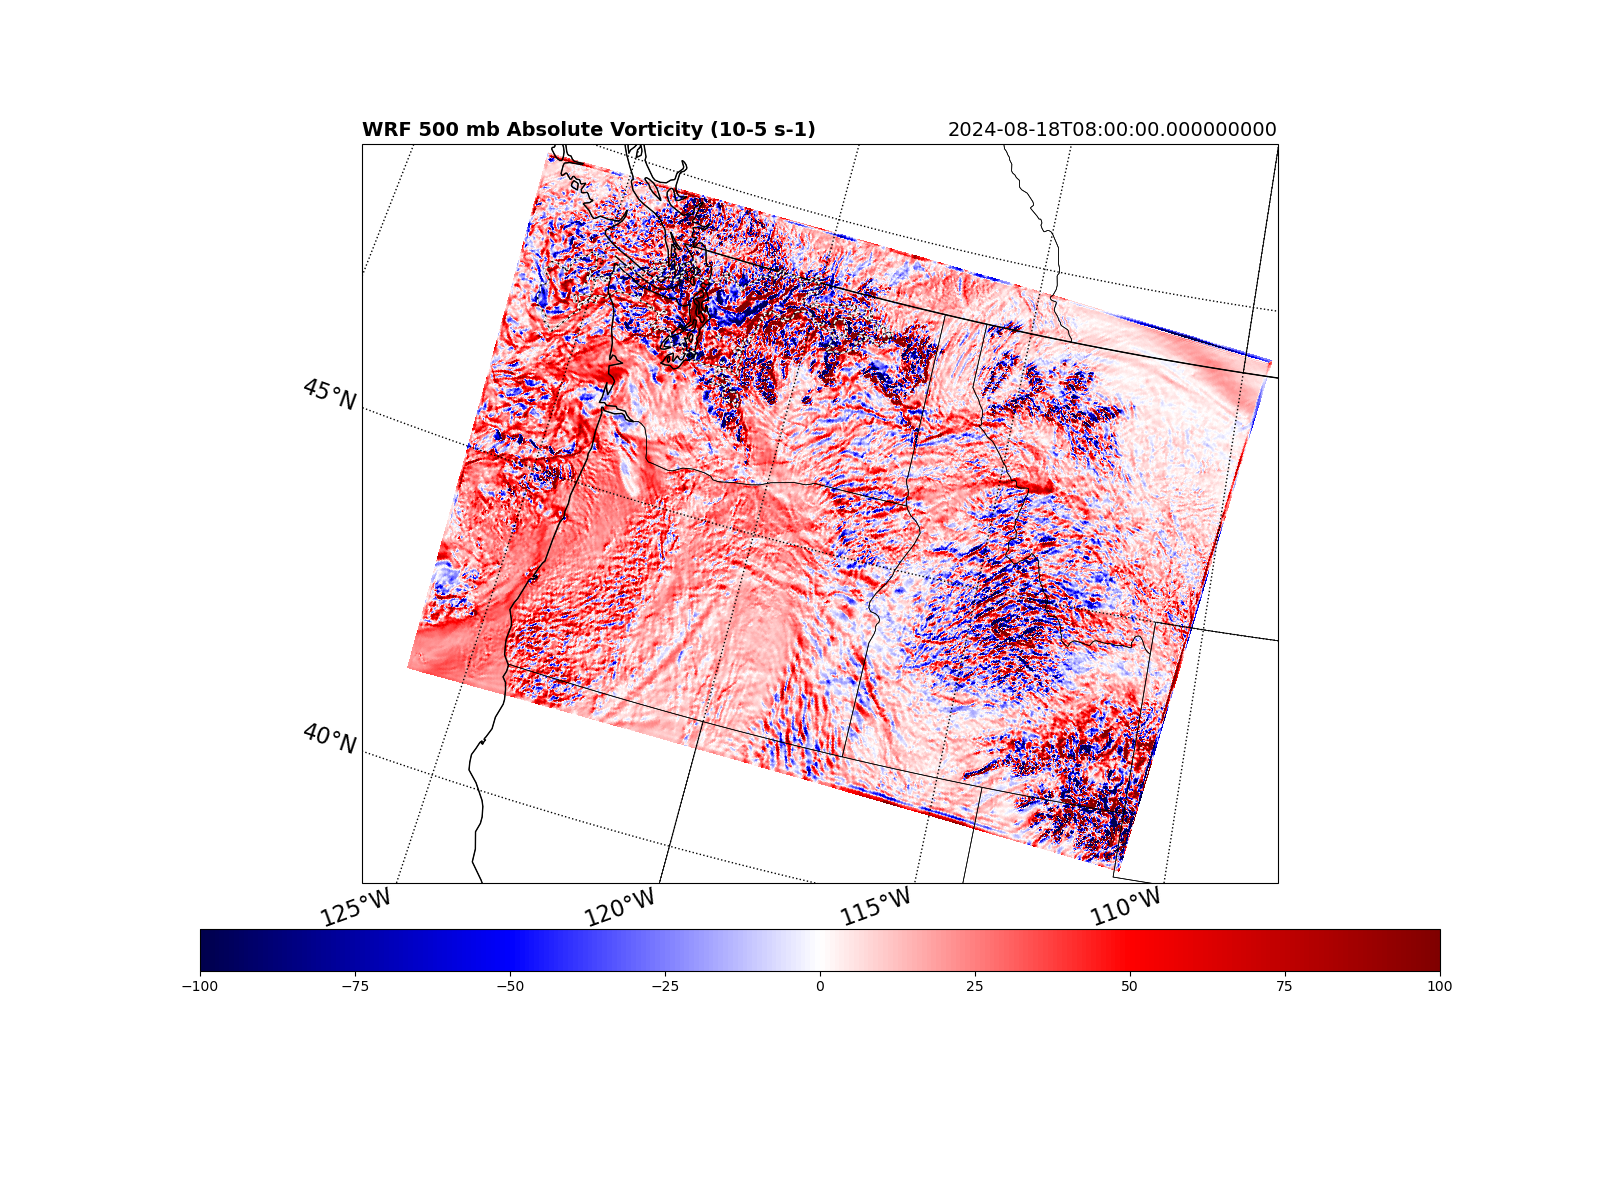 WRF 500 mb Absolute Vorticity (10-5 s-1) 2024-08-18T08:00:00.000000000
45°N
40°N
125°W 120°W 115°W 110°W
−100 −75 −50 −25 0 25 50 75 100